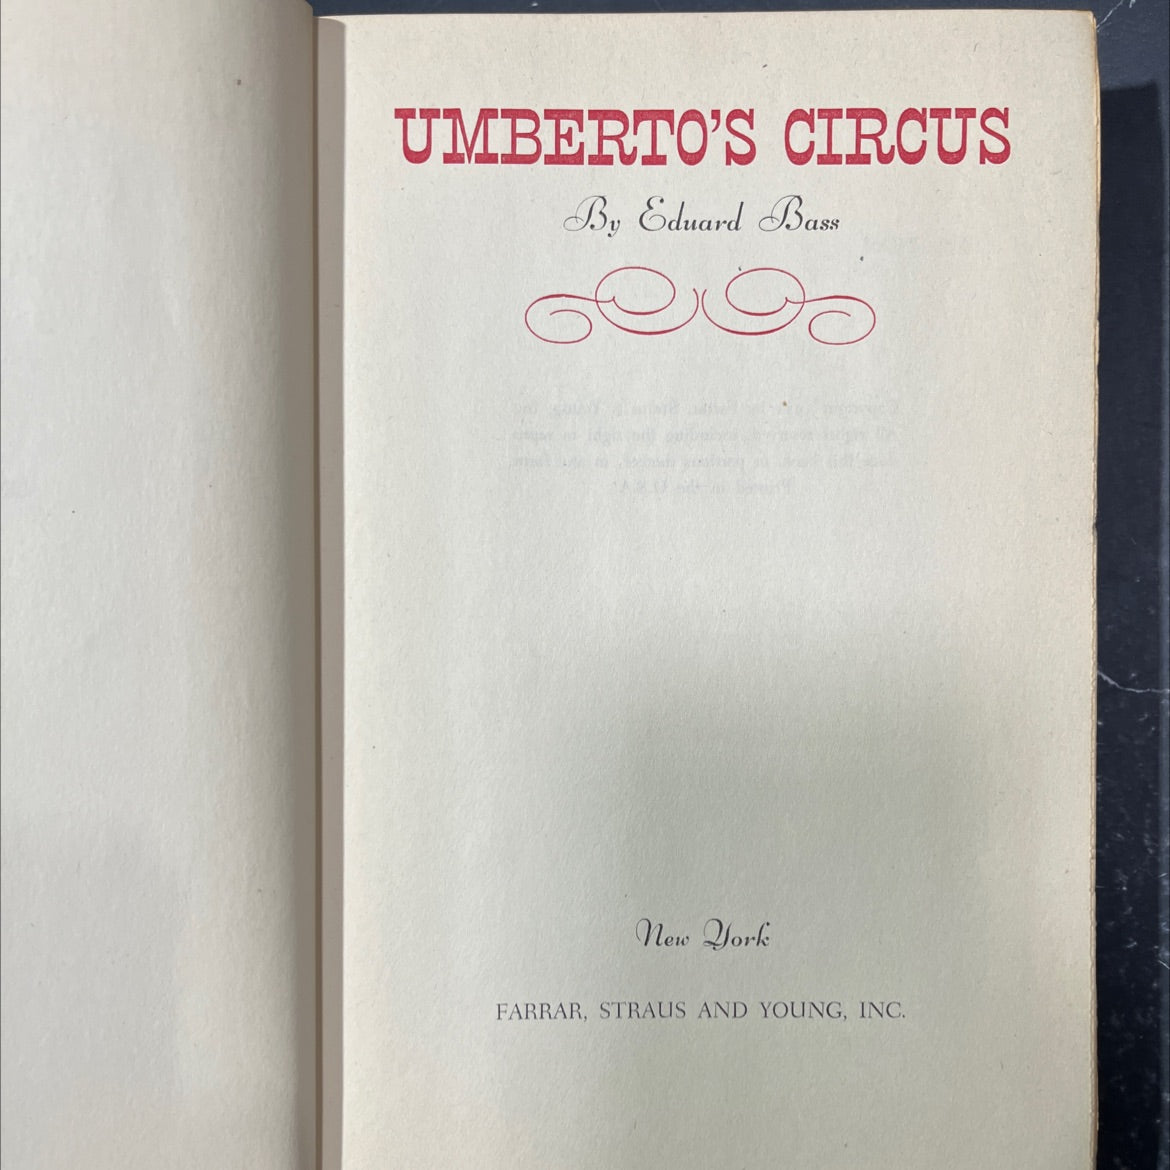 UMBERTO'S CIRCUS
By Eduard Bass
New York
FARRAR, STRAUS AND YOUNG, INC.